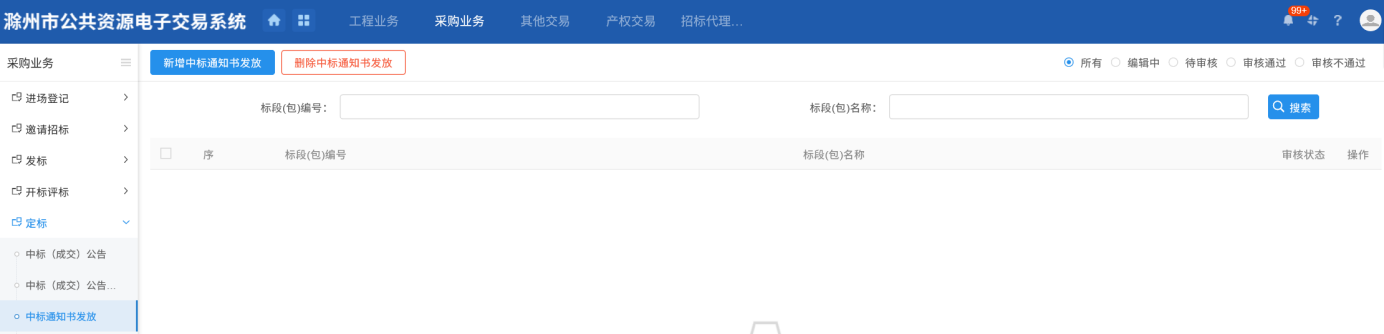 滁州市公共资源电子交易系统 工程业务 采购业务 其他交易 产权交易 招标代理... 99+ ?
采购业务 新增中标通知书发放 删除中标通知书发放 所有 编辑中 待审核 审核通过 审核不通过
进场登记
标段(包)编号: 标段(包)名称: 搜索
邀请招标
序 标段(包)编号 标段(包)名称 审核状态 操作
发标
开标评标
定标
中标（成交）公告
中标（成交）公告...
中标通知书发放